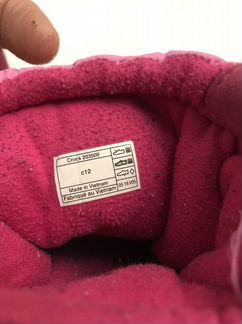 Crocs 203509
c12
Made in Vietnam
Fabriqué au Vietnam